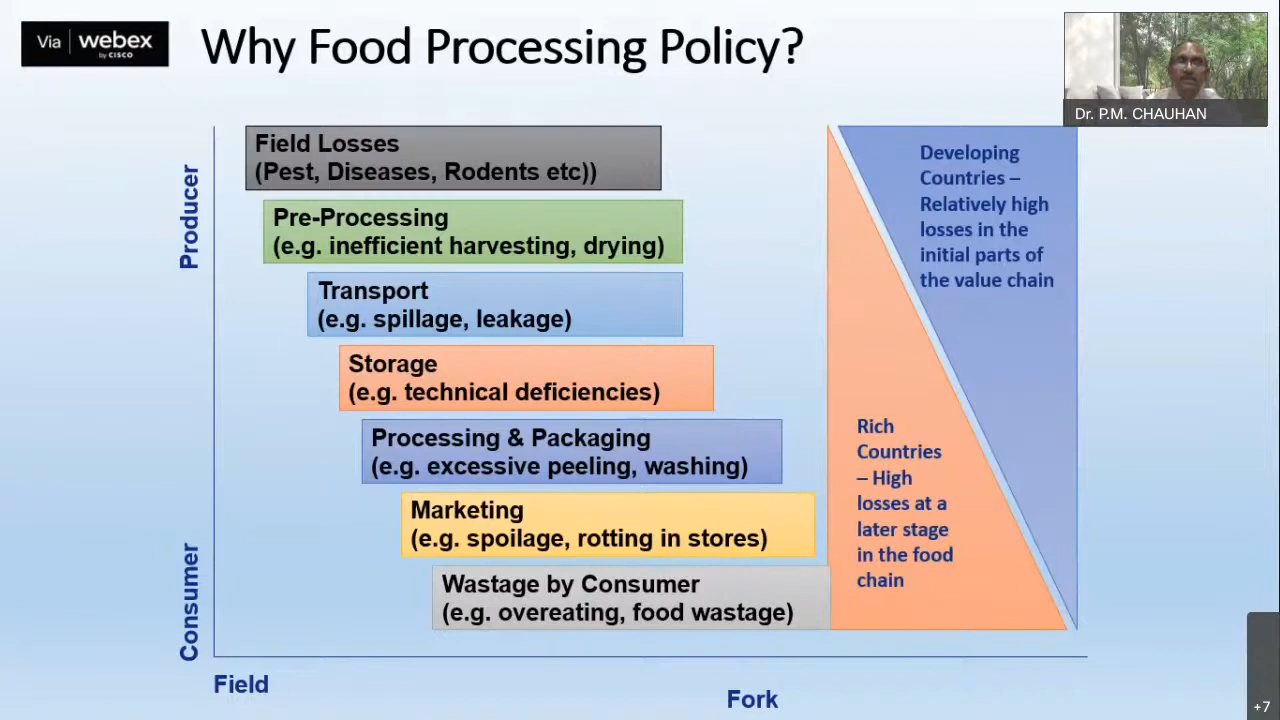 Via webex
by CISCO
Why Food Processing Policy?
Dr. P.M. CHAUHAN
Producer
Consumer
Field Losses
(Pest, Diseases, Rodents etc))
Pre-Processing
(e.g. inefficient harvesting, drying)
Transport
(e.g. spillage, leakage)
Storage
(e.g. technical deficiencies)
Processing & Packaging
(e.g. excessive peeling, washing)
Marketing
(e.g. spoilage, rotting in stores)
Wastage by Consumer
(e.g. overeating, food wastage)
Developing
Countries –
Relatively high
losses in the
initial parts of
the value chain
Rich
Countries
– High
losses at a
later stage
in the food
chain
Field
Fork
+7